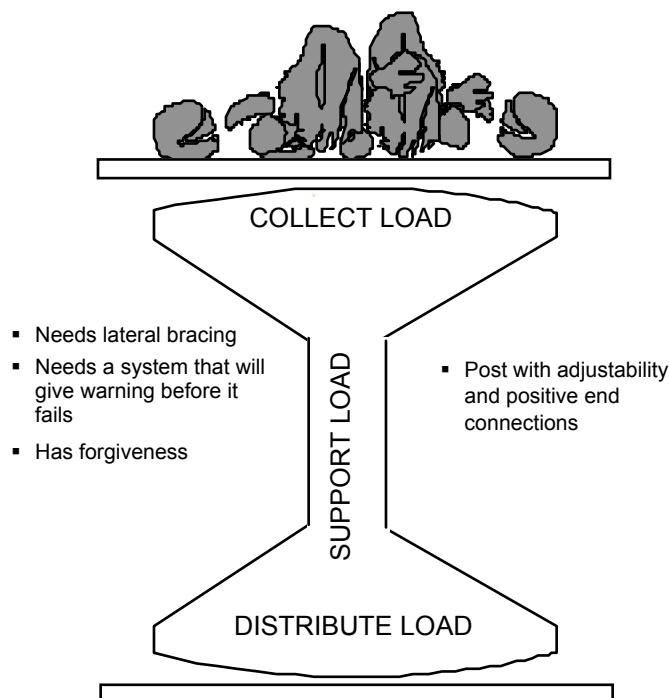 COLLECT LOAD
▪ Needs lateral bracing
▪ Needs a system that will
give warning before it
fails
▪ Has forgiveness
SUPPORT LOAD
▪ Post with adjustability
and positive end
connections
DISTRIBUTE LOAD